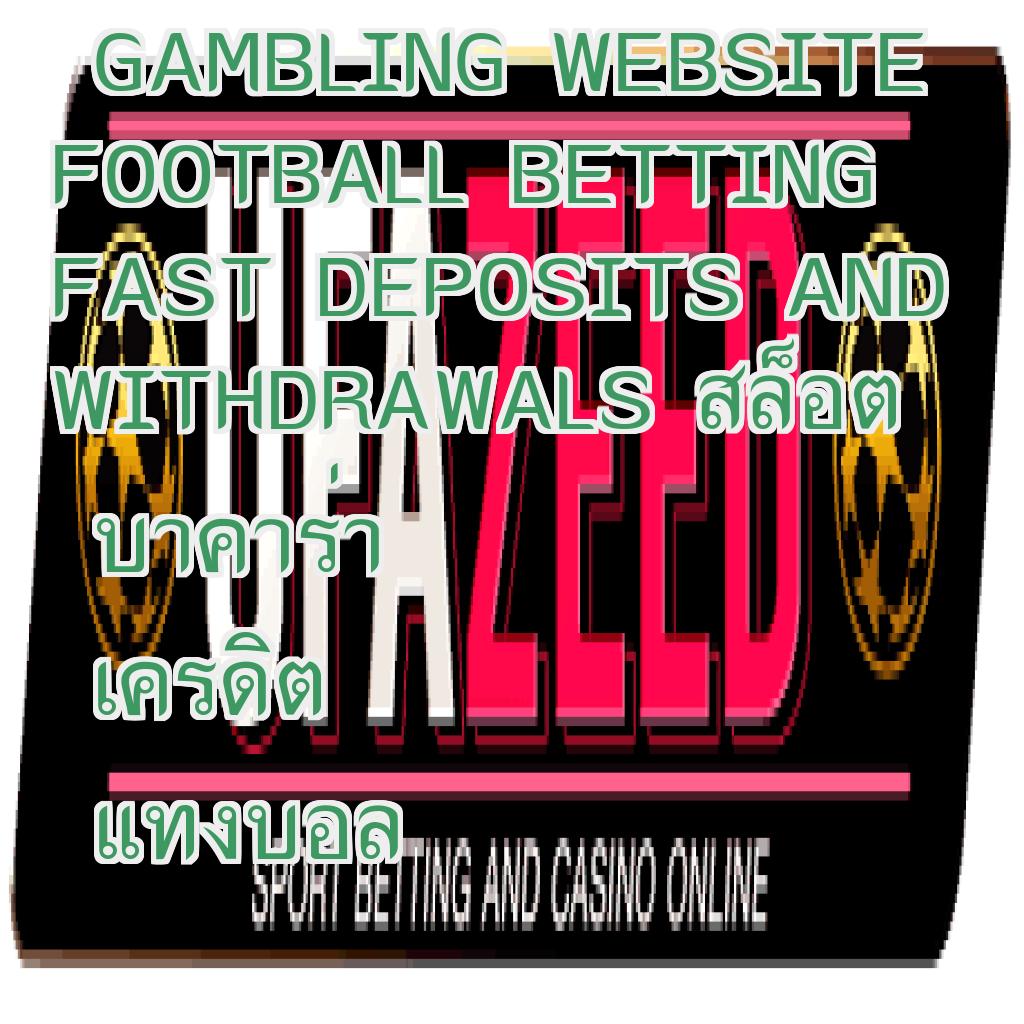 GAMBLING WEBSITE
FOOTBALL BETTING
FAST DEPOSITS AND
WITHDRAWALS สล็อต
บาคาร่า
เครดิต
แทงบอล
UFAZEED
SPORT BETTING AND CASINO ONLINE